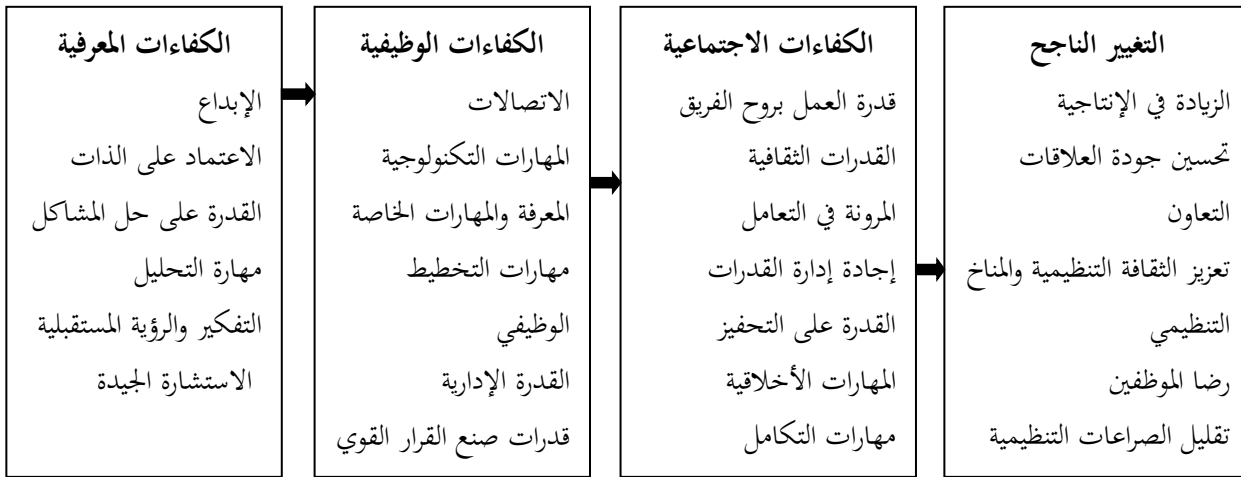 الكفاءات المعرفية
الإبداع
الاعتماد على الذات
القدرة على حل المشاكل
مهارة التحليل
التفكير والرؤية المستقبلية
الاستشارة الجيدة
الكفاءات الوظيفية
الاتصالات
المهارات التكنولوجية
المعرفة والمهارات الخاصة
مهارات التخطيط
الوظيفي
القدرة الإدارية
قدرات صنع القرار القوي
الكفاءات الاجتماعية
قدرة العمل بروح الفريق
القدرات الثقافية
المرونة في التعامل
إجادة إدارة القدرات
القدرة على التحفيز
المهارات الأخلاقية
مهارات التكامل
التغيير الناجح
الزيادة في الإنتاجية
تحسين جودة العلاقات
التعاون
تعزيز الثقافة التنظيمية والمناخ
التنظيمي
رضا الموظفين
تقليل الصراعات التنظيمية